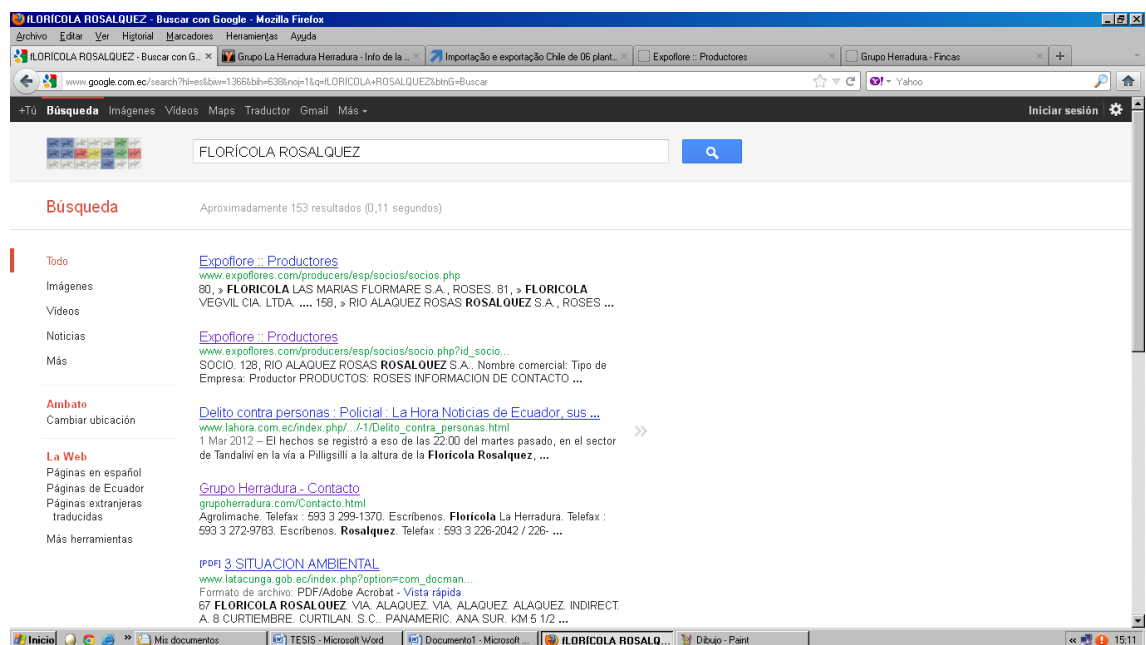 fLORÍCOLA ROSALQUEZ - Buscar con Google - Mozilla Firefox
Archivo Editar Ver Historial Marcadores Herramientas Ayuda
fLORÍCOLA ROSALQUEZ - Buscar con G... Grupo La Herradura Herradura - Info de la ... Importação e exportação Chile de 06 plant... Expoflore :: Productores Grupo Herradura - Fincas
www.google.com.ec/search?hl=es&biw=1366&bih=638&noj=1&q=fLORÍCOLA+ROSALQUEZ&btnG=Buscar Yahoo
+Tú Búsqueda Imágenes Vídeos Maps Traductor Gmail Más Iniciar sesión
FLORÍCOLA ROSALQUEZ
Búsqueda Aproximadamente 153 resultados (0,11 segundos)
Todo
Imágenes
Vídeos
Noticias
Más
Ambato
Cambiar ubicación
La Web
Páginas en español
Páginas de Ecuador
Páginas extranjeras
traducidas
Más herramientas
Expoflore :: Productores
www.expoflores.com/producers/esp/socios/socios.php
80, » FLORICOLA LAS MARIAS FLORMARE S.A., ROSES. 81, » FLORICOLA
VEGVIL CIA. LTDA. .... 158, » RIO ALAQUEZ ROSAS ROSALQUEZ S.A., ROSES ...
Expoflore :: Productores
www.expoflores.com/producers/esp/socios/socio.php?id_socio...
SOCIO. 128, RIO ALAQUEZ ROSAS ROSALQUEZ S.A.. Nombre comercial: Tipo de
Empresa: Productor PRODUCTOS: ROSES INFORMACION DE CONTACTO ...
Delito contra personas : Policial : La Hora Noticias de Ecuador, sus ...
www.lahora.com.ec/index.php/.../-1/Delito_contra_personas.html
1 Mar 2012 – El hechos se registró a eso de las 22:00 del martes pasado, en el sector
de Tandaliví en la vía a Pilligsillí a la altura de la Florícola Rosalquez, ...
Grupo Herradura.- Contacto
grupoherradura.com/Contacto.html
Agrolimache. Telefax : 593 3 299-1370. Escríbenos. Florícola La Herradura. Telefax :
593 3 272-9783. Escríbenos. Rosalquez. Telefax : 593 3 226-2042 / 226- ...
[PDF] 3 SITUACION AMBIENTAL
www.latacunga.gob.ec/index.php?option=com_docman...
Formato de archivo: PDF/Adobe Acrobat - Vista rápida
67 FLORICOLA ROSALQUEZ. VIA. ALAQUEZ. VIA. ALAQUEZ. ALAQUEZ. INDIRECT.
A. 8 CURTIEMBRE. CURTILAN. S.C.. PANAMERIC. ANA SUR. KM 5 1/2 ...
Inicio Mis documentos TESIS - Microsoft Word Documento1 - Microsoft ... fLORÍCOLA ROSALQ... Dibujo - Paint 15:11